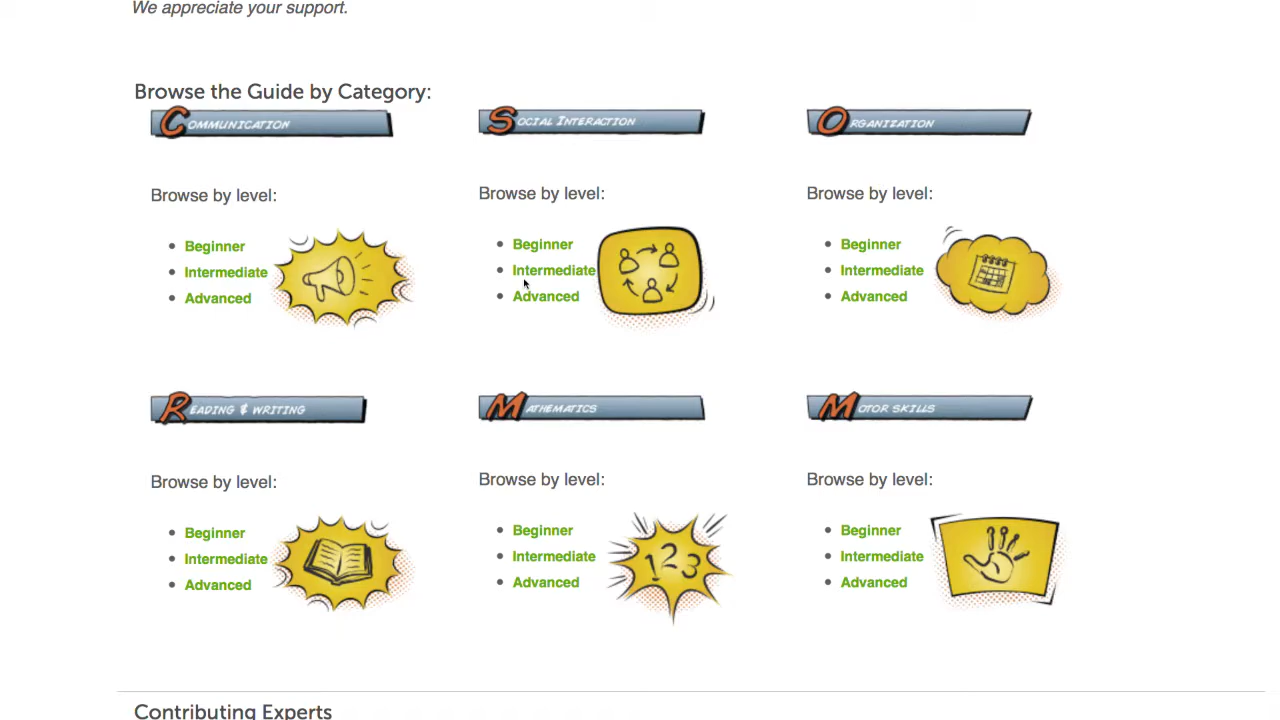 We appreciate your support.
Browse the Guide by Category:
COMMUNICATION
Browse by level:
Beginner
Intermediate
Advanced
SOCIAL INTERACTION
Browse by level:
Beginner
Intermediate
Advanced
ORGANIZATION
Browse by level:
Beginner
Intermediate
Advanced
READING & WRITING
Browse by level:
Beginner
Intermediate
Advanced
MATHEMATICS
Browse by level:
Beginner
Intermediate
Advanced
123
MOTOR SKILLS
Browse by level:
Beginner
Intermediate
Advanced
Contributing Experts